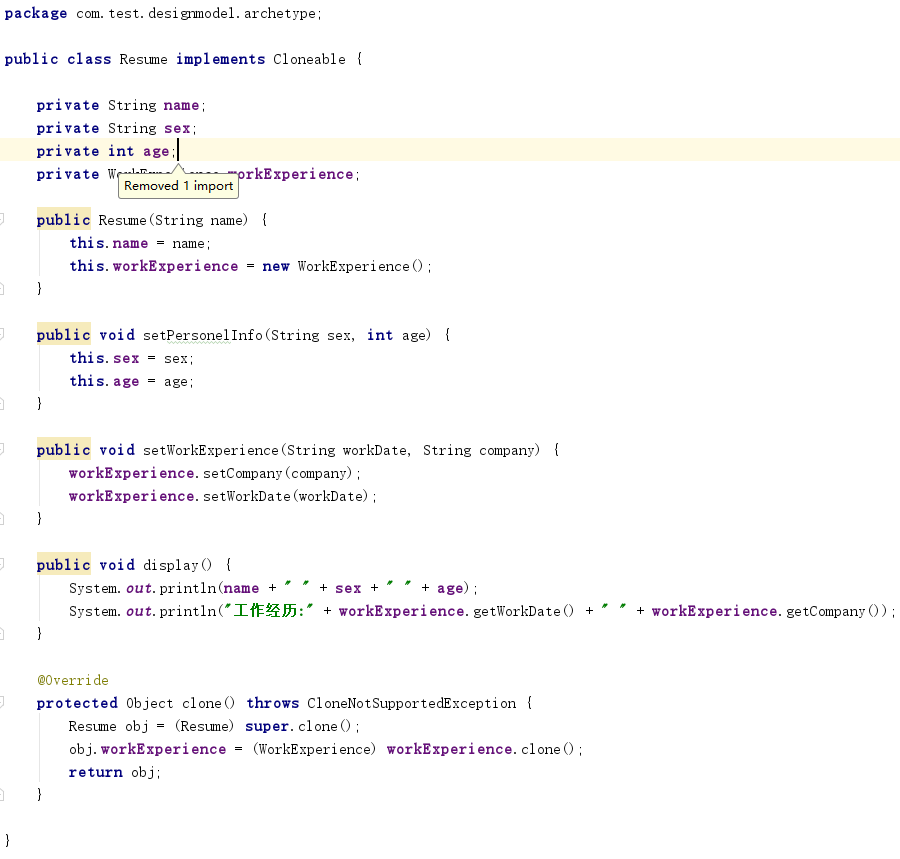 package com.test.designmodel.archetype;
public class Resume implements Cloneable {
private String name;
private String sex;
private int age;
private workExperience;
Removed 1 import
public Resume(String name) {
this.name = name;
this.workExperience = new WorkExperience();
}
public void setPersonelInfo(String sex, int age) {
this.sex = sex;
this.age = age;
}
public void setWorkExperience(String workDate, String company) {
workExperience.setCompany(company);
workExperience.setWorkDate(workDate);
}
public void display() {
System.out.println(name + " " + sex + " " + age);
System.out.println("工作经历:" + workExperience.getWorkDate() + " " + workExperience.getCompany());
}
@Override
protected Object clone() throws CloneNotSupportedException {
Resume obj = (Resume) super.clone();
obj.workExperience = (WorkExperience) workExperience.clone();
return obj;
}
}